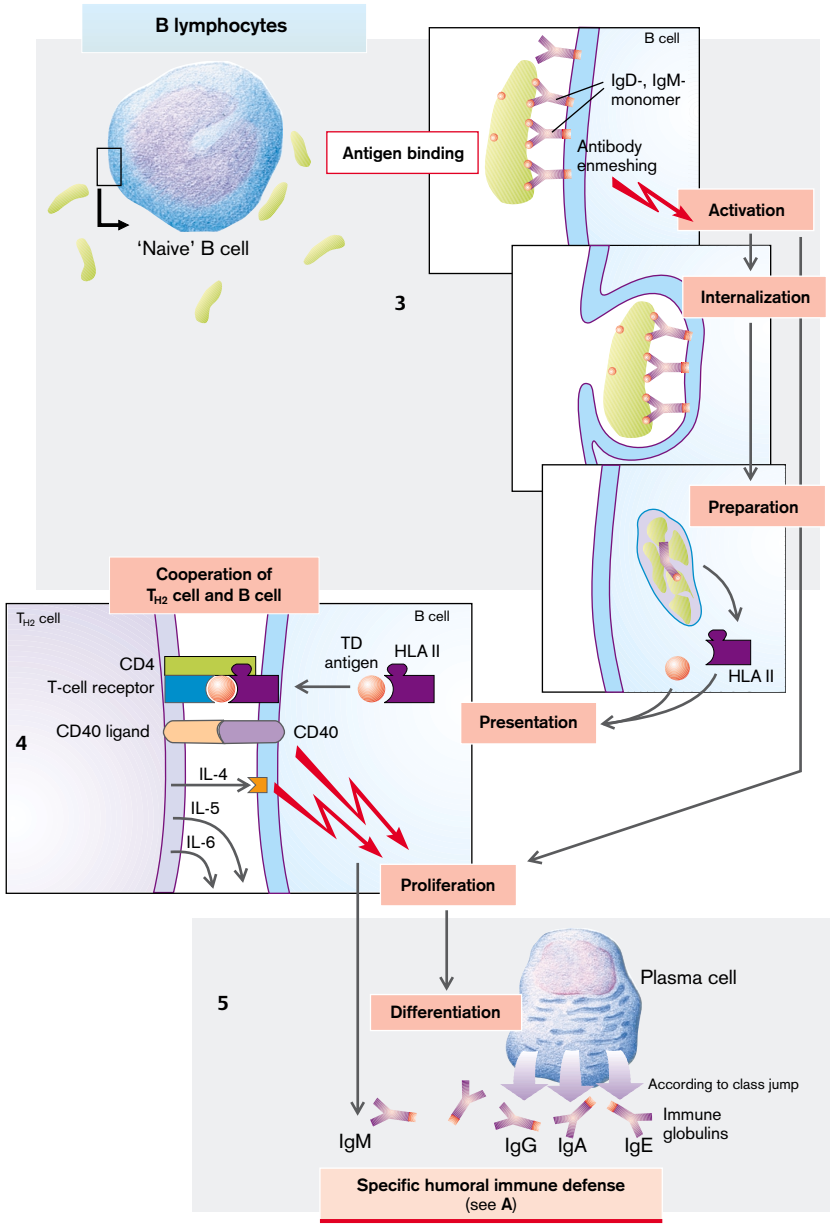 B lymphocytes
B cell
IgD-, IgM-
monomer
Antigen binding
Antibody
enmeshing
Activation
'Naive' B cell
Internalization
3
Preparation
Cooperation of
TH2 cell and B cell
TH2 cell
B cell
CD4
T-cell receptor
TD
antigen
HLA II
HLA II
Presentation
4
CD40 ligand
CD40
IL-4
IL-5
IL-6
Proliferation
5
Plasma cell
Differentiation
According to class jump
Immune
globulins
IgM
IgG
IgA
IgE
Specific humoral immune defense
(see A)